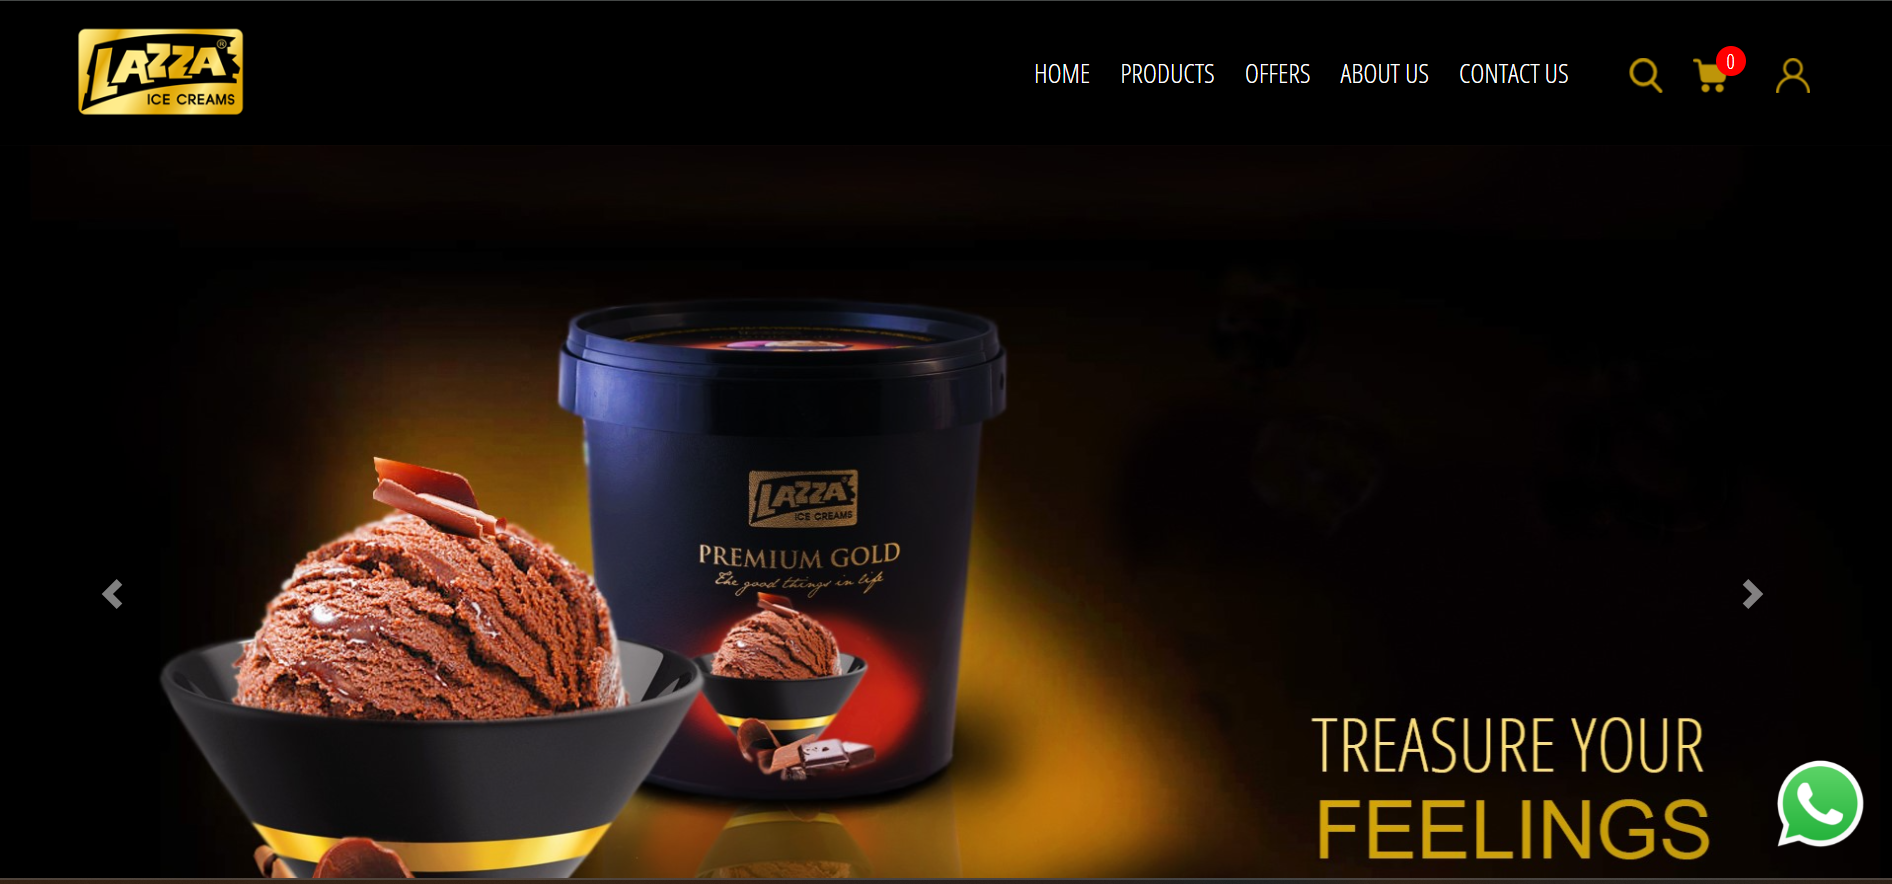 LAZZA®
ICE CREAMS
HOME PRODUCTS OFFERS ABOUT US CONTACT US
0
LAZZA
ICE CREAMS
PREMIUM GOLD
The good things in life
TREASURE YOUR
FEELINGS